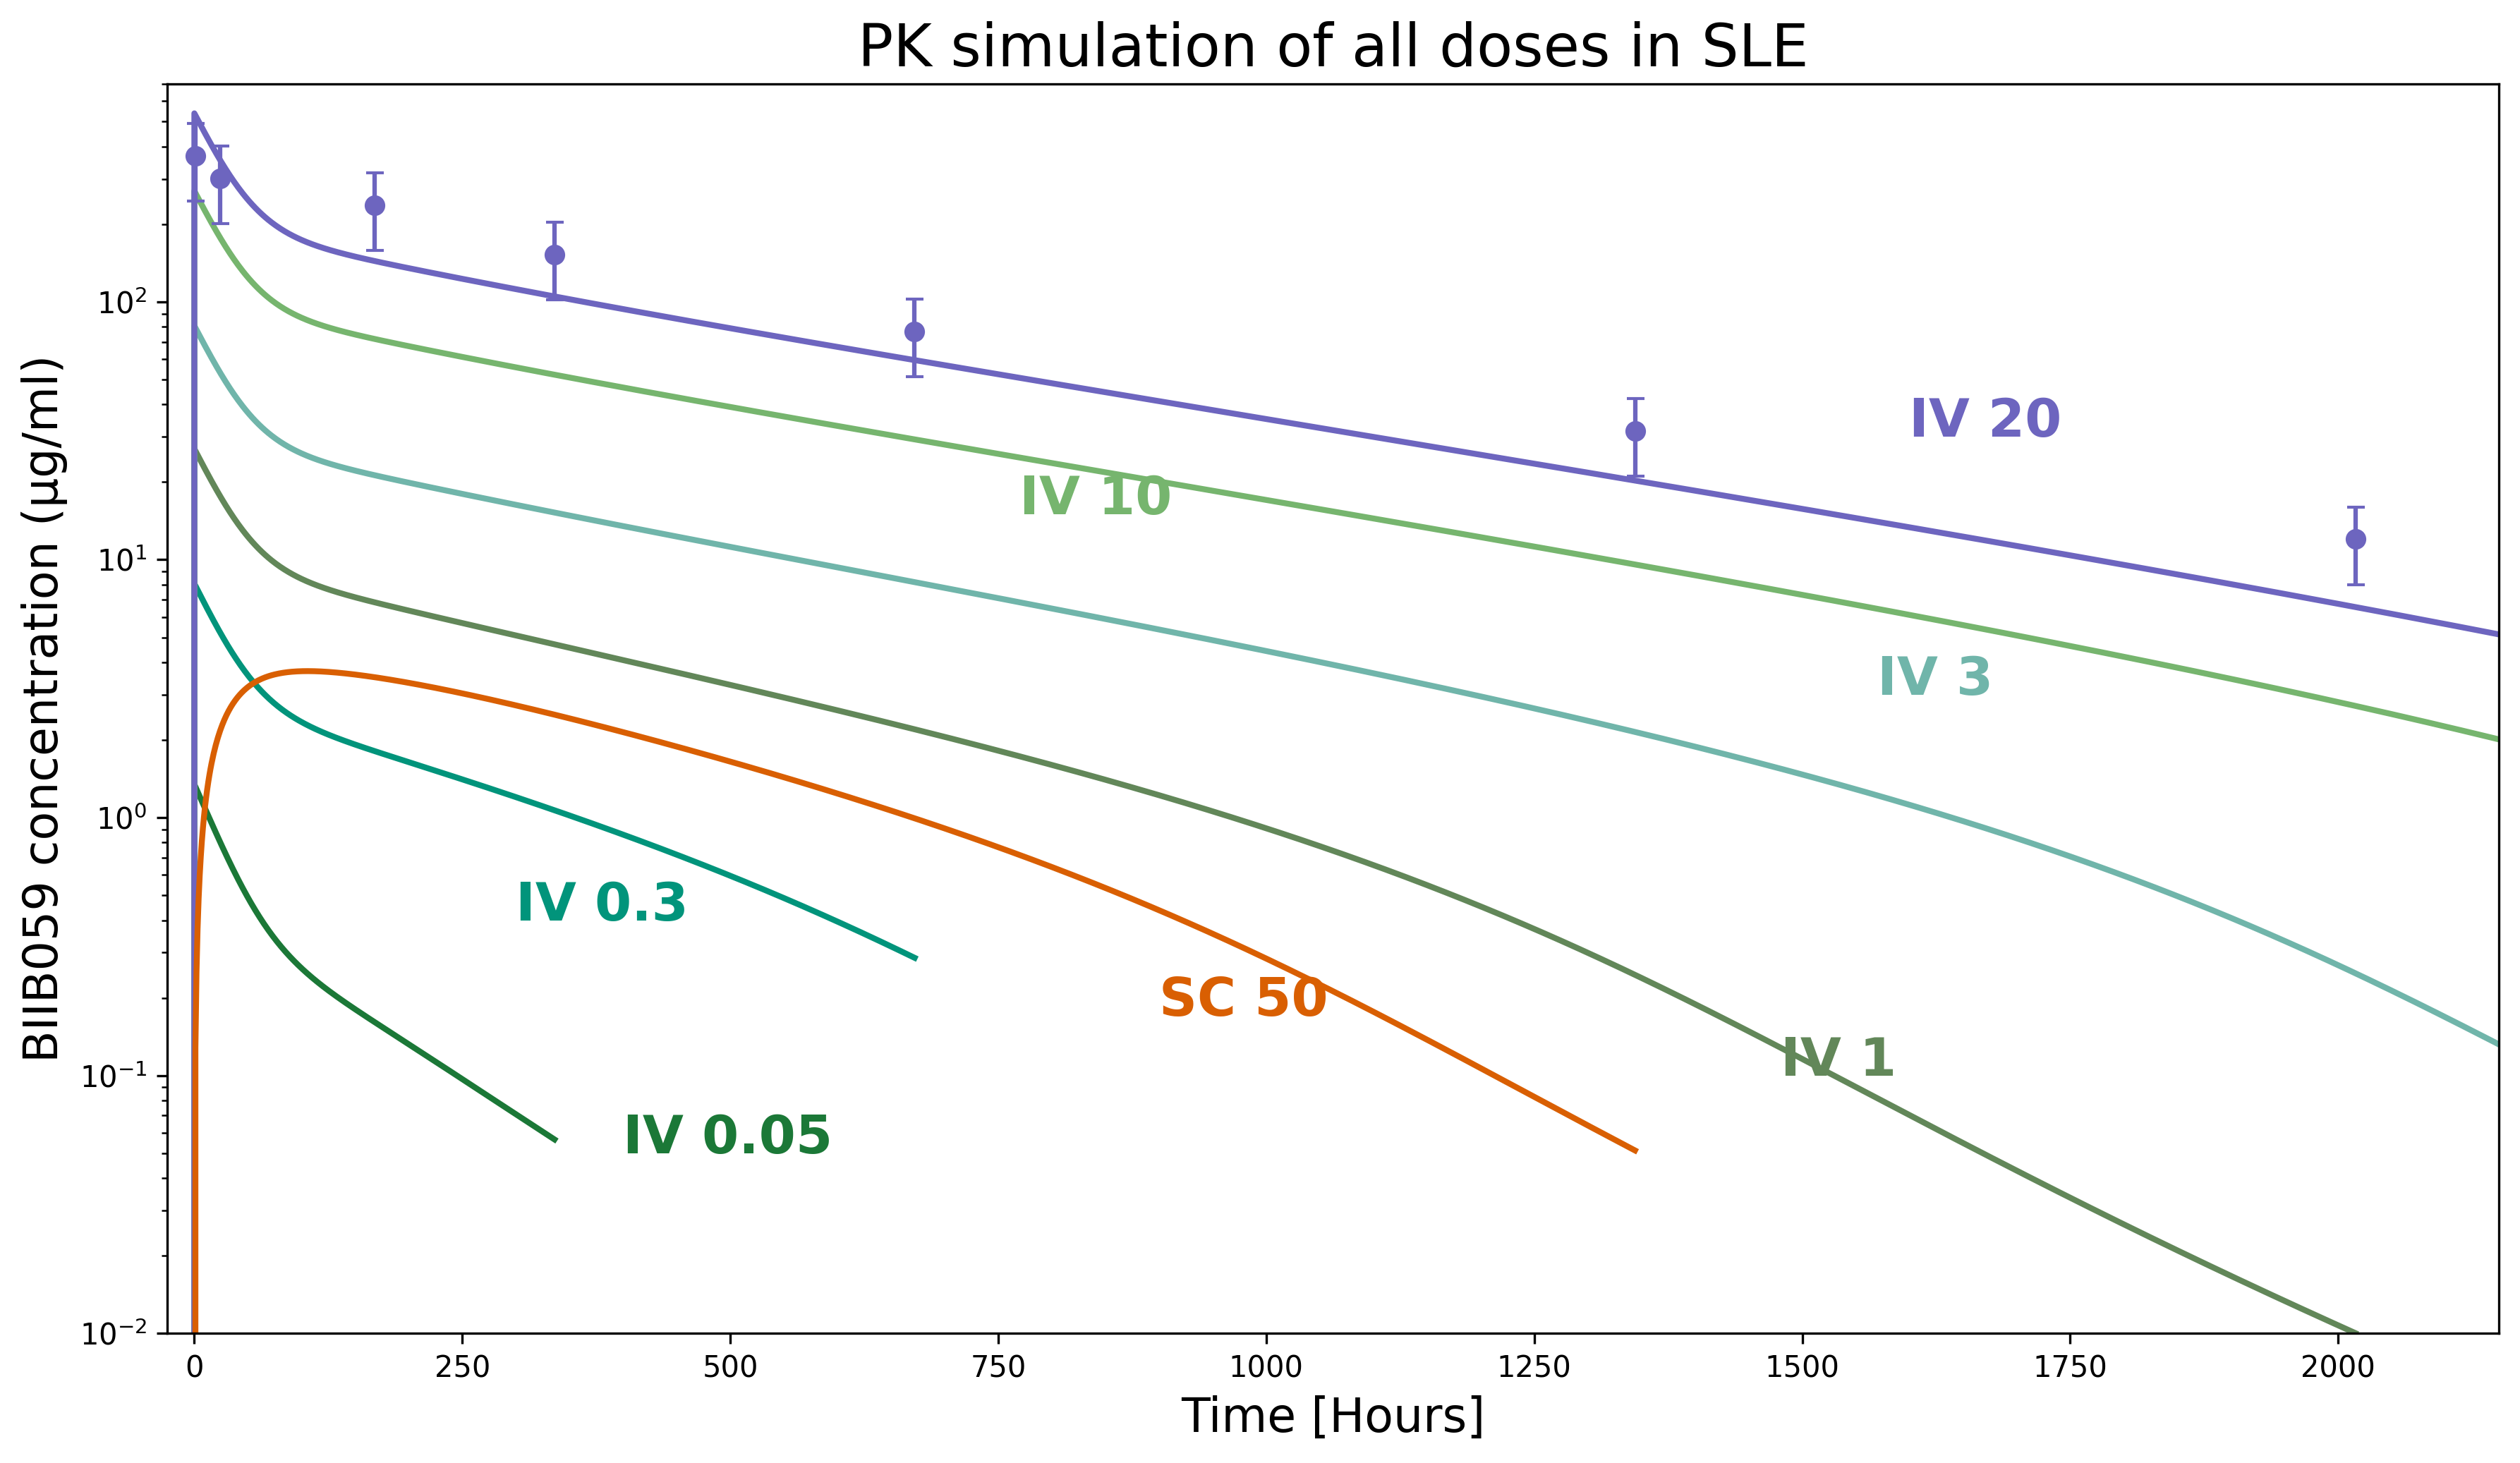 PK simulation of all doses in SLE
BIIB059 concentration (µg/ml)
10²
10¹
10⁰
10⁻¹
10⁻²
IV 20
IV 10
IV 3
IV 0.3
SC 50
IV 1
IV 0.05
0 250 500 750 1000 1250 1500 1750 2000
Time [Hours]